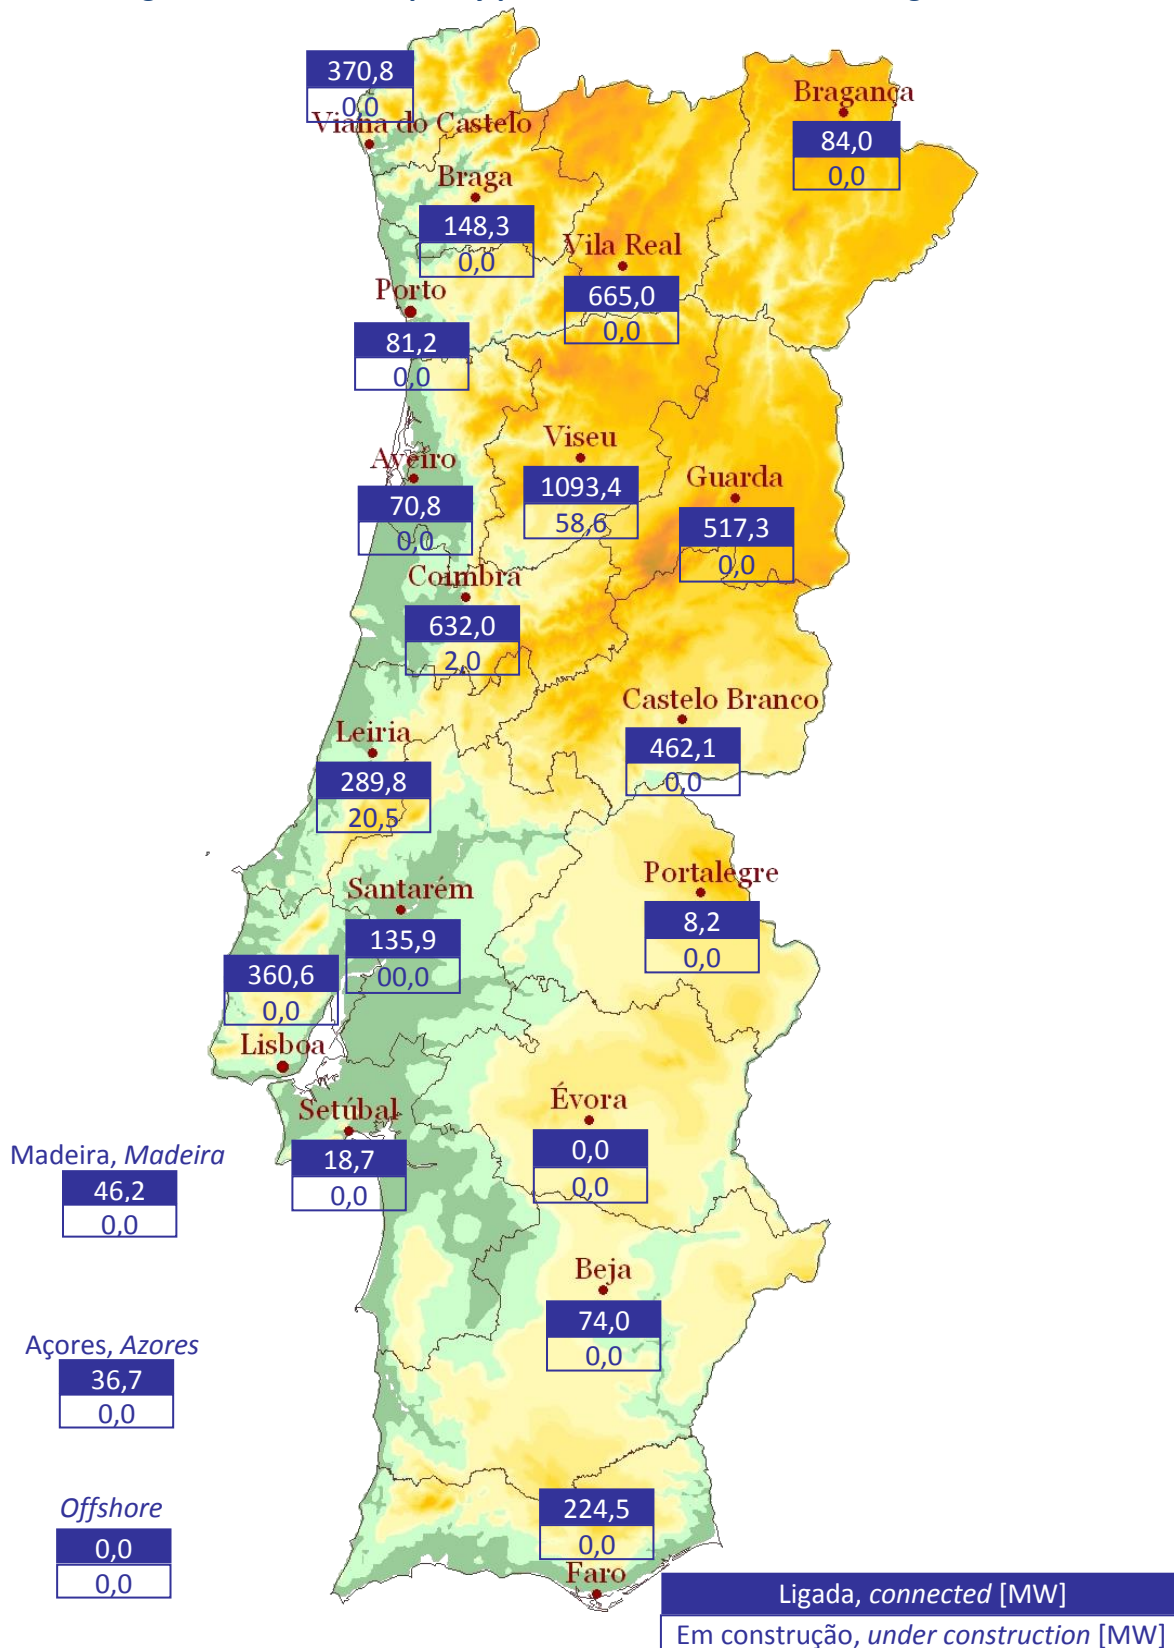 370,8
0,0
Viana do Castelo
Bragança
84,0
0,0
Braga
148,3
0,0
Vila Real
665,0
0,0
Porto
81,2
0,0
Viseu
1093,4
58,6
Aveiro
70,8
0,0
Guarda
517,3
0,0
Coimbra
632,0
2,0
Castelo Branco
462,1
0,0
Leiria
289,8
20,5
Portalegre
8,2
0,0
Santarém
135,9
00,0
360,6
0,0
Lisboa
Évora
0,0
0,0
Setúbal
18,7
0,0
Madeira, Madeira
46,2
0,0
Beja
74,0
0,0
Açores, Azores
36,7
0,0
Offshore
0,0
0,0
224,5
0,0
Faro
Ligada, connected [MW]
Em construção, under construction [MW]